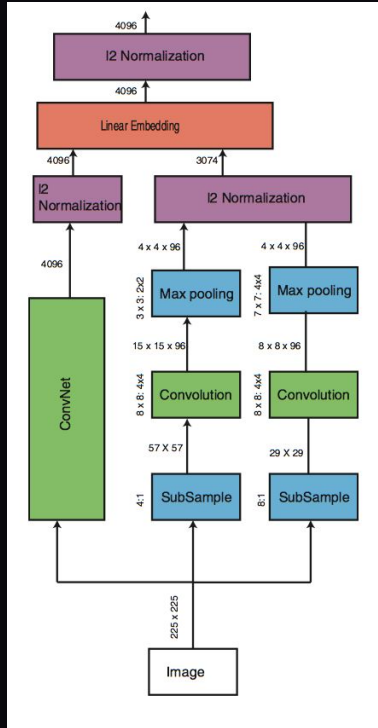 4096
l2 Normalization
4096
Linear Embedding
4096
3074
l2
Normalization
l2 Normalization
4096
4 x 4 x 96
4 x 4 x 96
3 x 3: 2x2
Max pooling
7 x 7: 4x4
Max pooling
ConvNet
15 x 15 x 96
8 x 8 x 96
8 x 8: 4x4
Convolution
8 x 8: 4x4
Convolution
57 X 57
29 X 29
4:1
SubSample
8:1
SubSample
225 x 225
Image